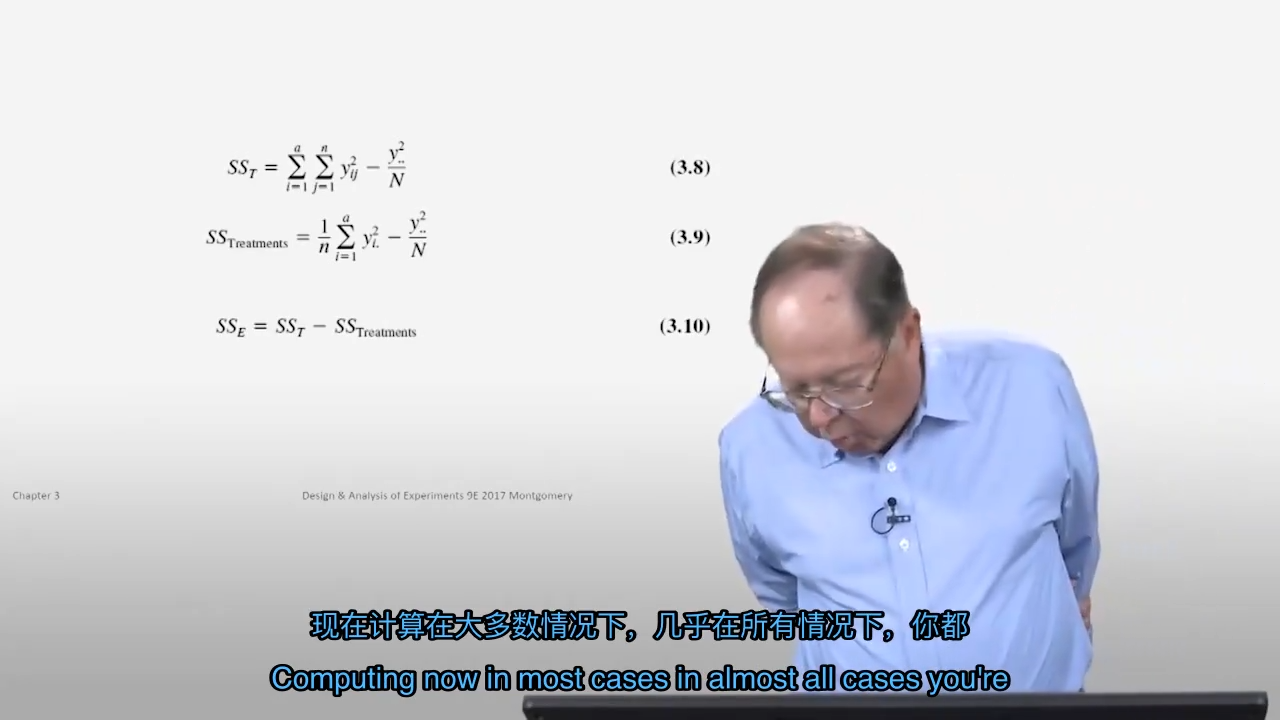 SS_T = \sum_{i=1}^{a} \sum_{j=1}^{n} y_{ij}^2 - \frac{y_{..}^2}{N} (3.8)
SS_{Treatments} = \frac{1}{n} \sum_{i=1}^{a} y_{i.}^2 - \frac{y_{..}^2}{N} (3.9)
SS_E = SS_T - SS_{Treatments} (3.10)
Chapter 3 Design & Analysis of Experiments 9E 2017 Montgomery
现在计算在大多数情况下，几乎在所有情况下，你都
Computing now in most cases in almost all cases you're